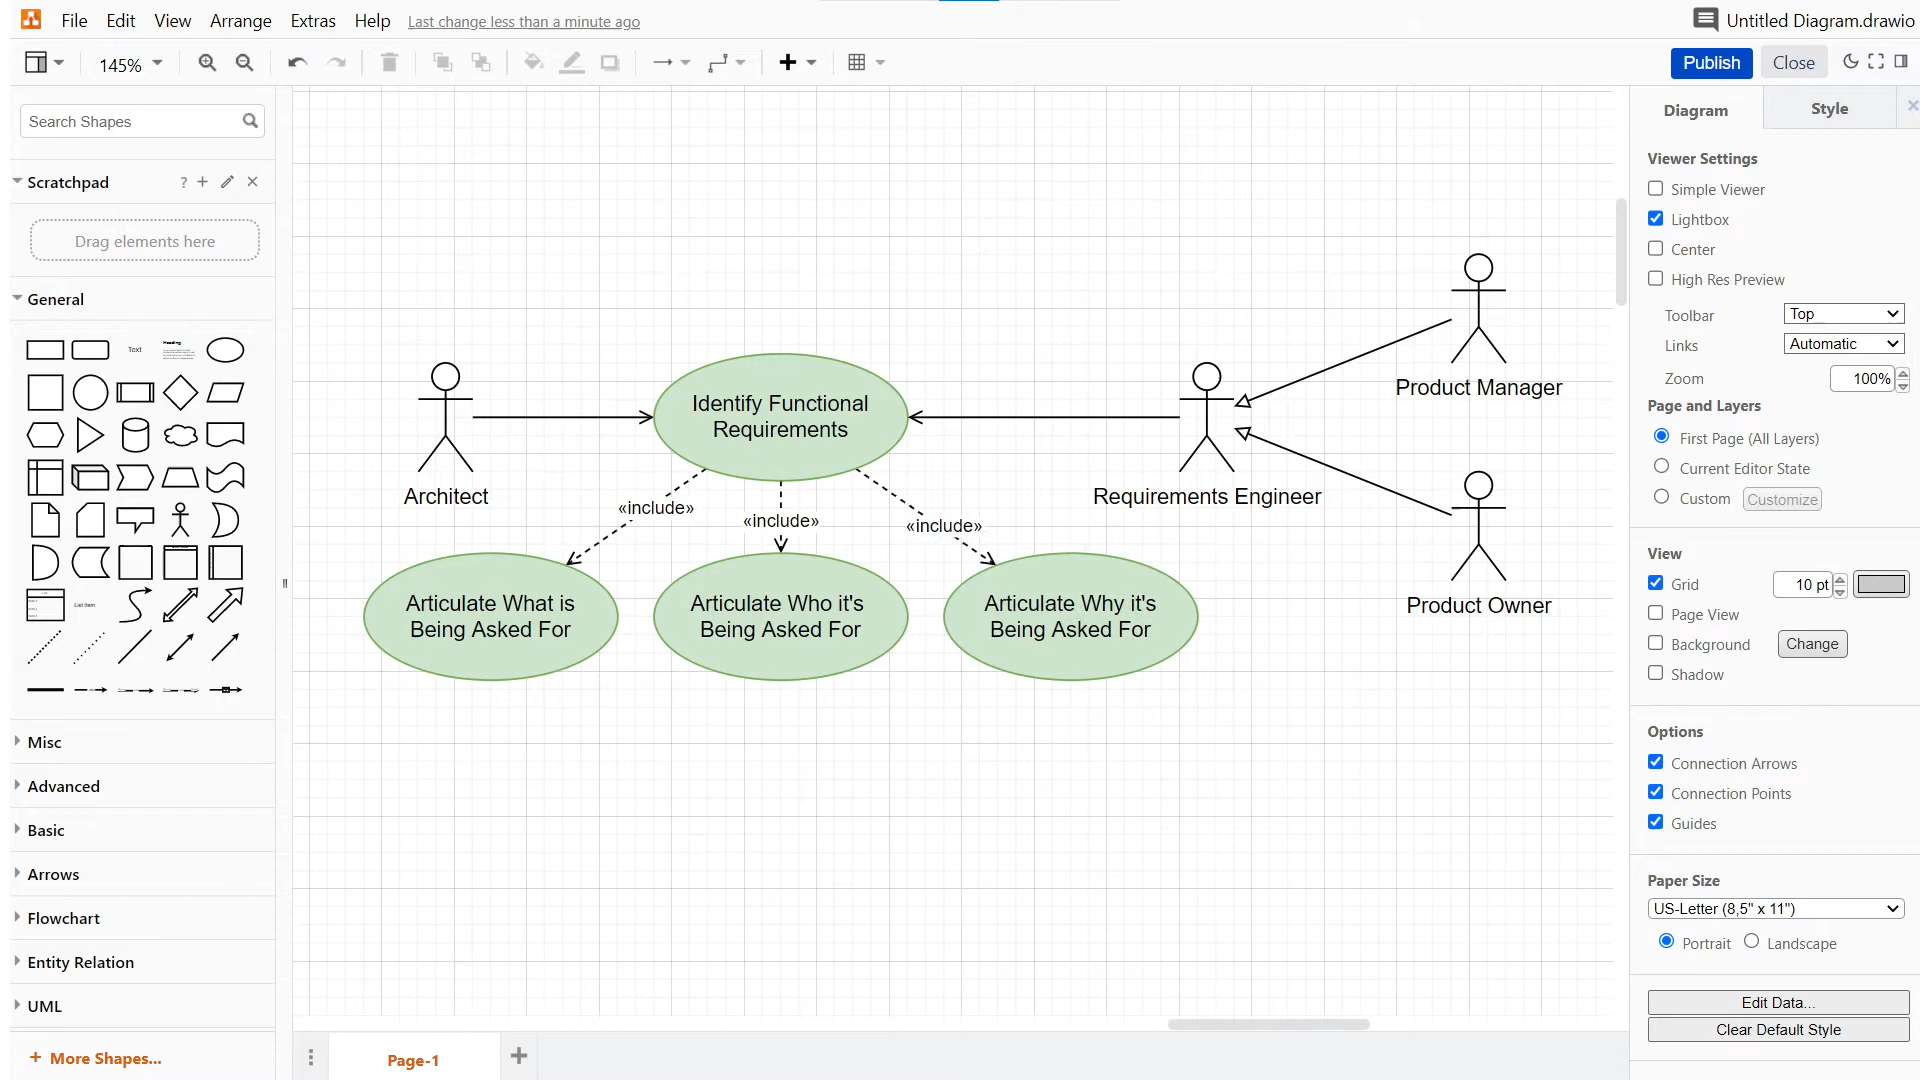 File Edit View Arrange Extras Help Last change less than a minute ago Untitled Diagram.drawio
145% Publish Close
Search Shapes
Scratchpad ?
Drag elements here
General
Text
Heading
List Item
Misc
Advanced
Basic
Arrows
Flowchart
Entity Relation
UML
+ More Shapes...
Identify Functional
Requirements
Architect
Requirements Engineer
Product Manager
Product Owner
«include»
«include»
«include»
Articulate What is
Being Asked For
Articulate Who it's
Being Asked For
Articulate Why it's
Being Asked For
Page-1
Diagram Style
Viewer Settings
Simple Viewer
Lightbox
Center
High Res Preview
Toolbar Top
Links Automatic
Zoom 100%
Page and Layers
First Page (All Layers)
Current Editor State
Custom Customize
View
Grid 10 pt
Page View
Background Change
Shadow
Options
Connection Arrows
Connection Points
Guides
Paper Size
US-Letter (8,5" x 11")
Portrait Landscape
Edit Data...
Clear Default Style